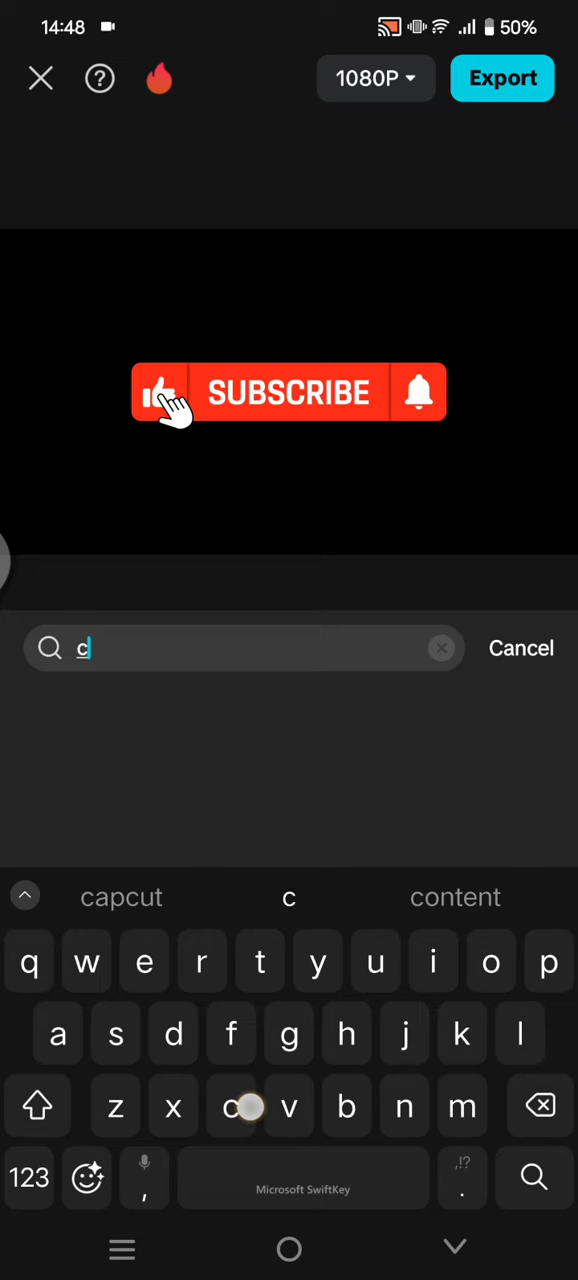 14:48 50%
1080P Export
SUBSCRIBE
c Cancel
capcut c content
q w e r t y u i o p
a s d f g h j k l
z x c v b n m
123 , Microsoft SwiftKey ,!? .